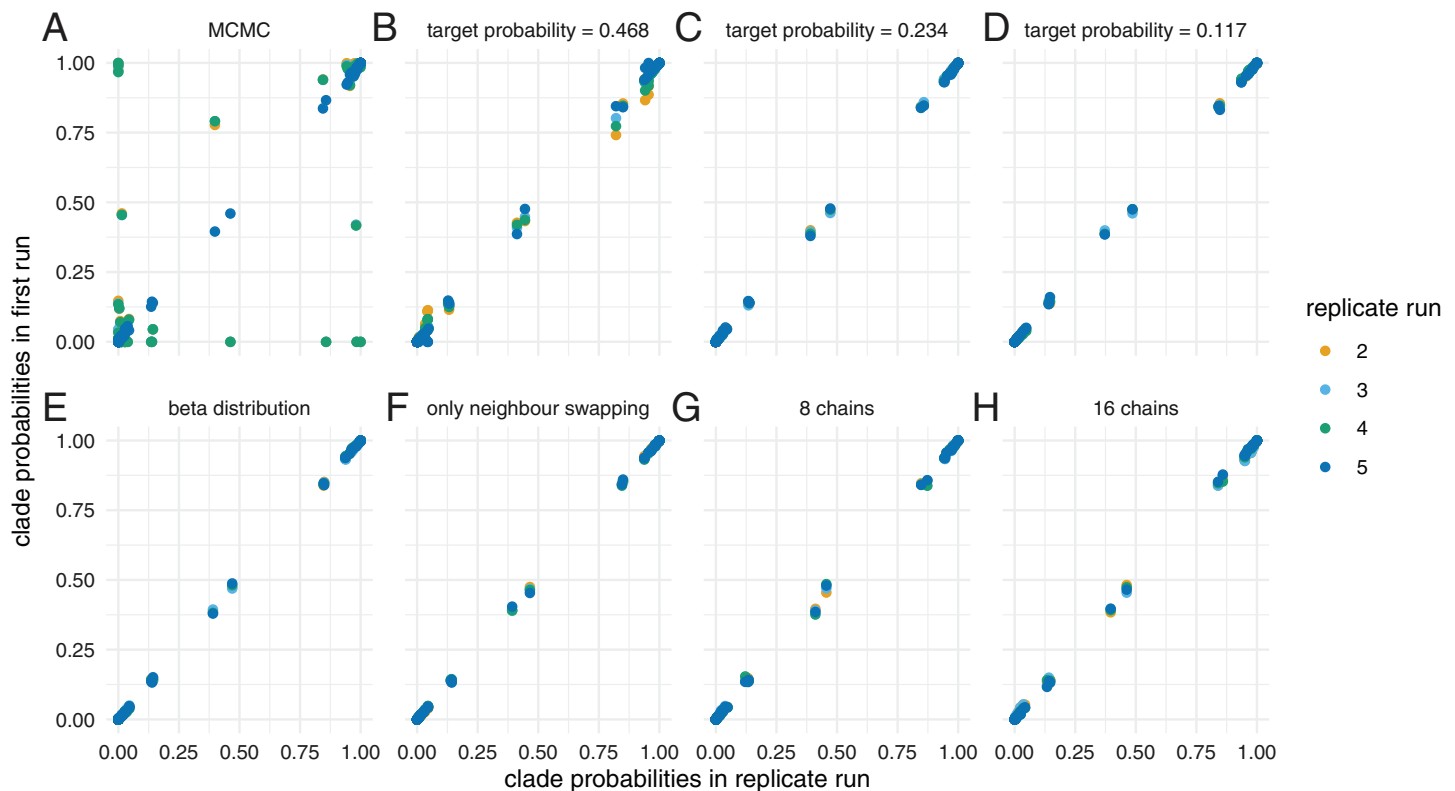 A MCMC B target probability = 0.468 C target probability = 0.234 D target probability = 0.117
1.00
0.75
0.50
0.25
0.00
E beta distribution F only neighbour swapping G 8 chains H 16 chains
1.00
0.75
0.50
0.25
0.00
0.00 0.25 0.50 0.75 1.00 0.00 0.25 0.50 0.75 1.00 0.00 0.25 0.50 0.75 1.00 0.00 0.25 0.50 0.75 1.00
clade probabilities in replicate run
clade probabilities in first run
replicate run
2
3
4
5